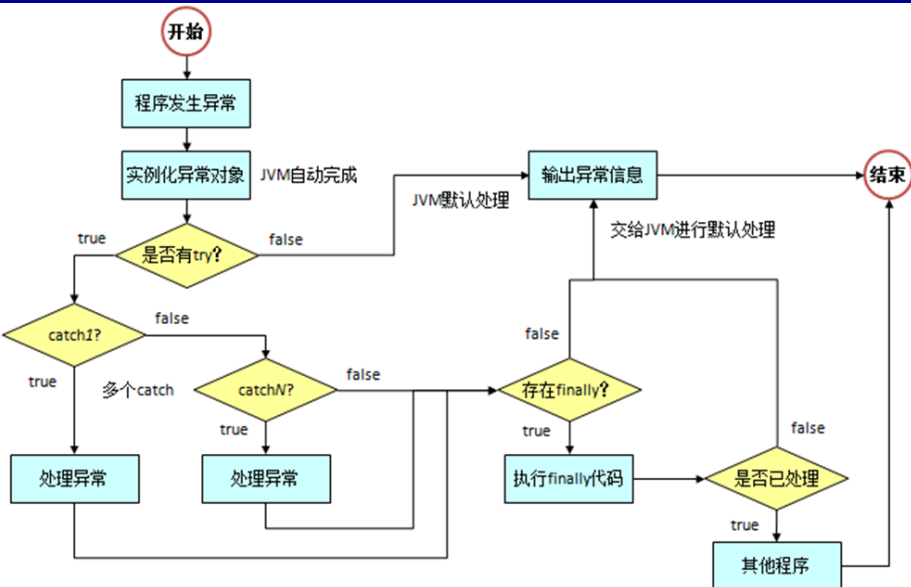 开始
程序发生异常
实例化异常对象
JVM自动完成
输出异常信息
结束
JVM默认处理
交给JVM进行默认处理
true
是否有try?
false
catch1?
false
true
多个catch
catchN?
false
true
false
存在finally?
true
false
处理异常
处理异常
执行finally代码
是否已处理
true
其他程序